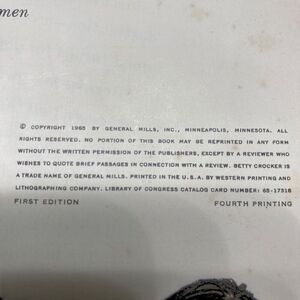 men
© COPYRIGHT 1965 BY GENERAL MILLS, INC., MINNEAPOLIS, MINNESOTA. ALL
RIGHTS RESERVED. NO PORTION OF THIS BOOK MAY BE REPRINTED IN ANY FORM
WITHOUT THE WRITTEN PERMISSION OF THE PUBLISHERS, EXCEPT BY A REVIEWER WHO
WISHES TO QUOTE BRIEF PASSAGES IN CONNECTION WITH A REVIEW. BETTY CROCKER IS
A TRADE NAME OF GENERAL MILLS. PRINTED IN THE U.S.A. BY WESTERN PRINTING AND
LITHOGRAPHING COMPANY. LIBRARY OF CONGRESS CATALOG CARD NUMBER: 65-17316
FIRST EDITION FOURTH PRINTING